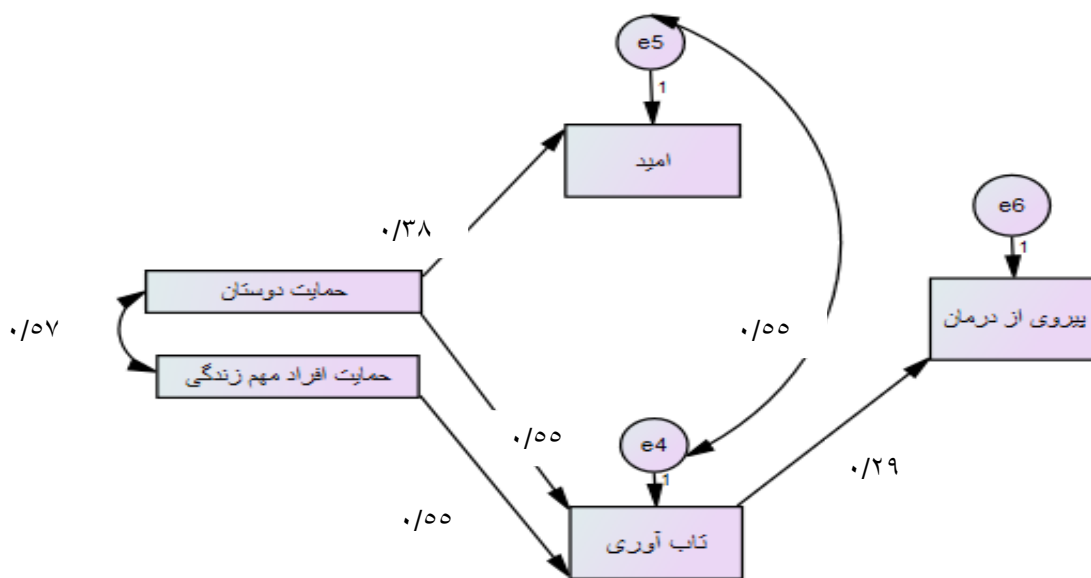 e5
1
امید
۰/۳۸
e6
1
حمایت دوستان
پیروی از درمان
۰/۵۷
۰/۵۵
حمایت افراد مهم زندگی
۰/۵۵
e4
1
۰/۲۹
۰/۵۵
تاب آوری